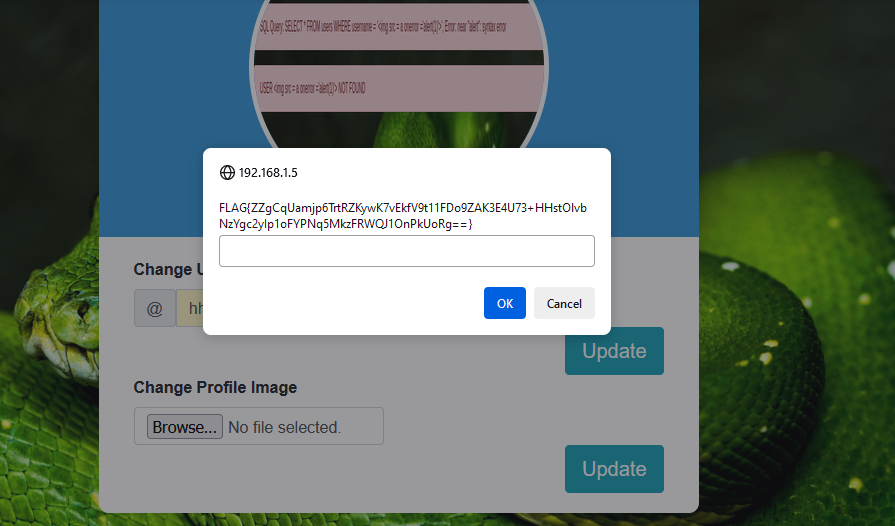 SQL Query: SELECT * FROM users WHERE username = '<img src = a onerror ='alert(1)'>', Error: near "alert": syntax error
USER <img src = a onerror ='alert(1)'> NOT FOUND
192.168.1.5
FLAG{ZZgCqUamjp6TrtRZKywK7vEkfV9t11FDo9ZAK3E4U73+HHstOlvb
NzYgc2yIp1oFYPNq5MkzFRWQJ1OnPkUoRg==}
OK Cancel
Change U
@ hh
Update
Change Profile Image
Browse... No file selected.
Update